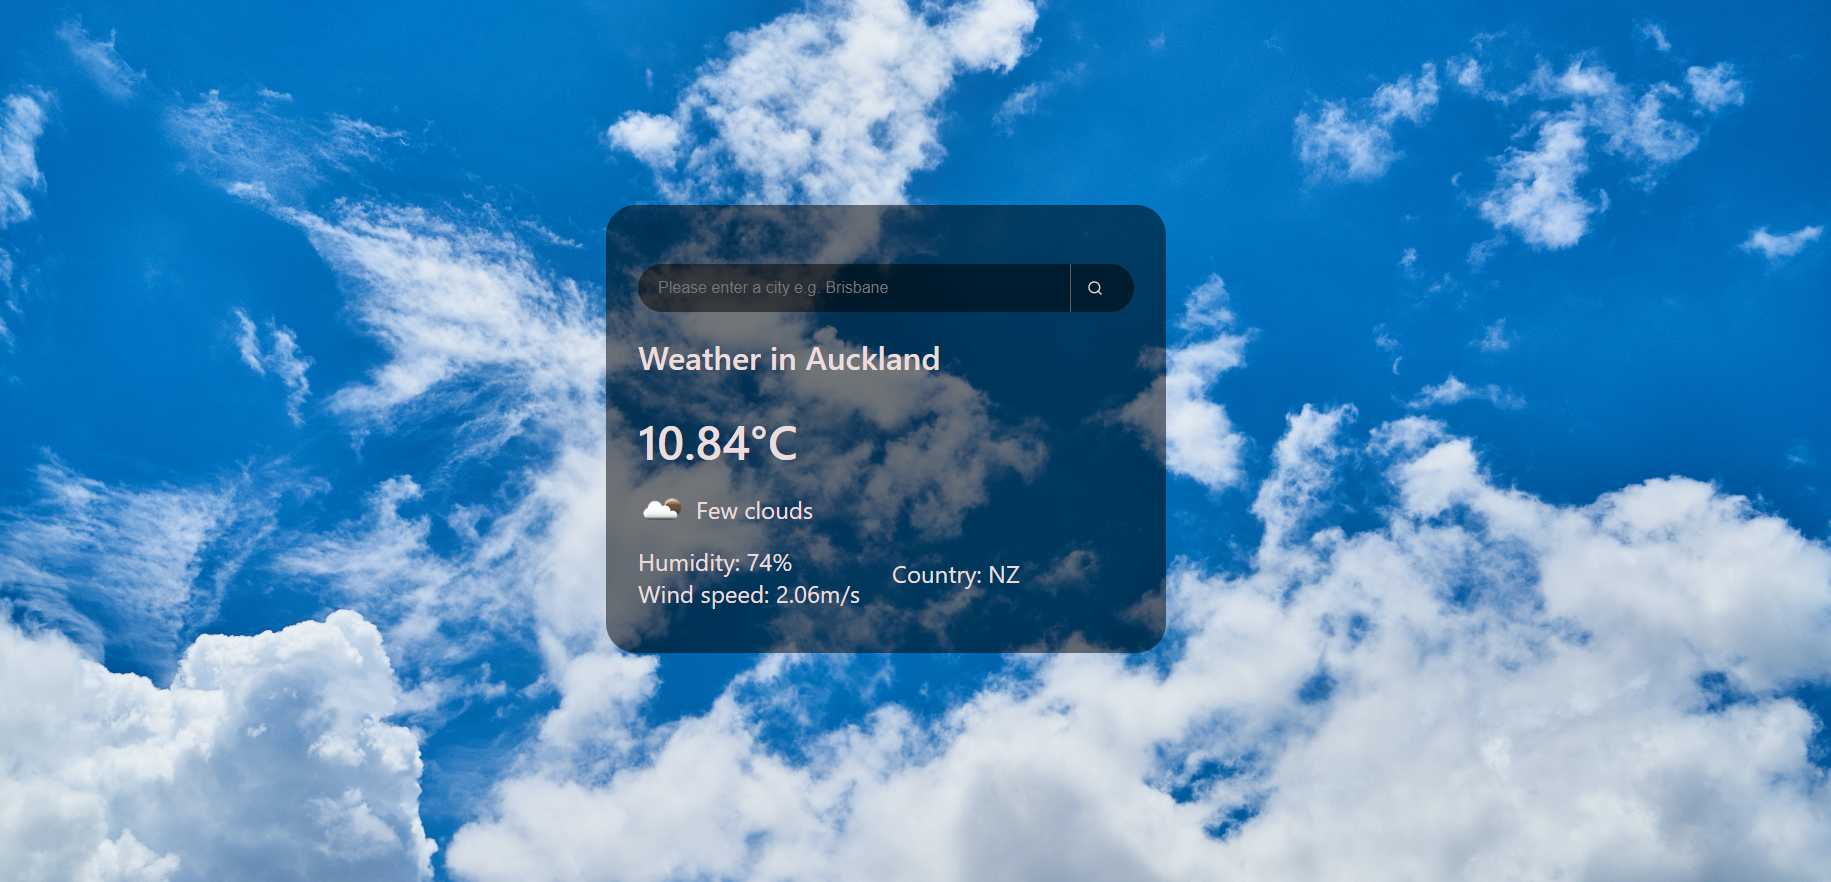 Please enter a city e.g. Brisbane
Weather in Auckland
10.84°C
Few clouds
Humidity: 74%
Wind speed: 2.06m/s
Country: NZ